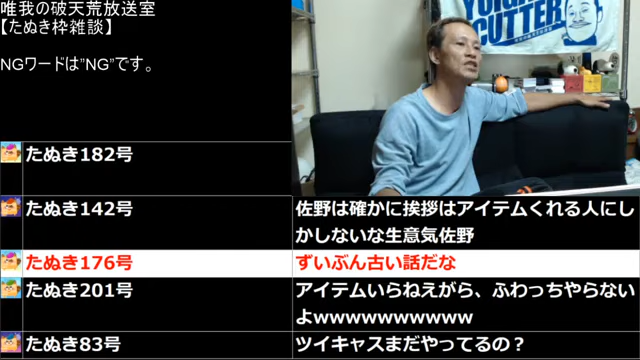 唯我の破天荒放送室
【たぬき枠雑談】
NGワードは”NG”です。
CUTTER
たぬき182号
たぬき142号
佐野は確かに挨拶はアイテムくれる人にし
かしないな生意気佐野
たぬき176号
ずいぶん古い話だな
たぬき201号
アイテムいらねえがら、ふわっちやらない
よwwwwwwwwww
たぬき83号
ツイキャスまだやってるの？